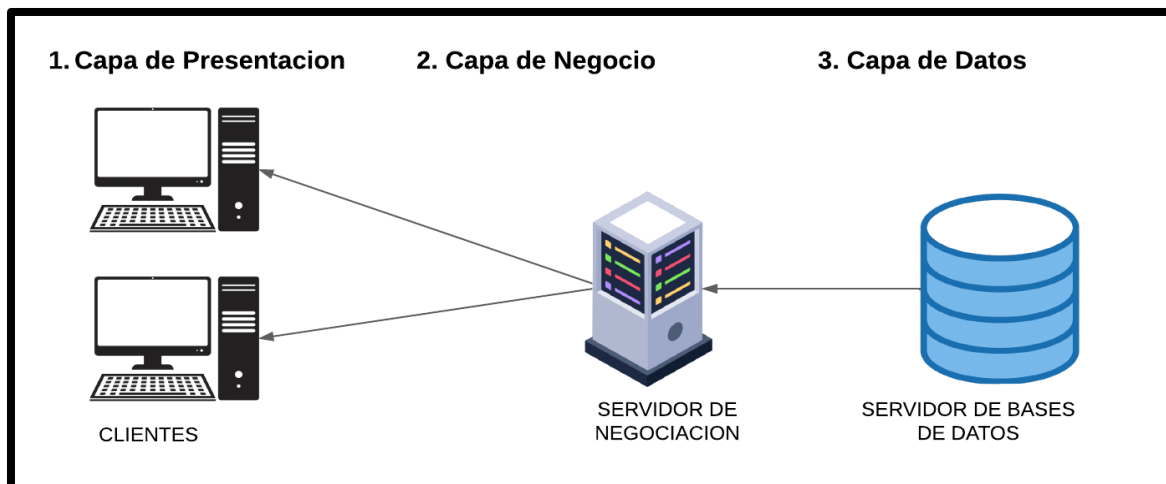 1. Capa de Presentacion
2. Capa de Negocio
3. Capa de Datos
CLIENTES
SERVIDOR DE
NEGOCIACION
SERVIDOR DE BASES
DE DATOS